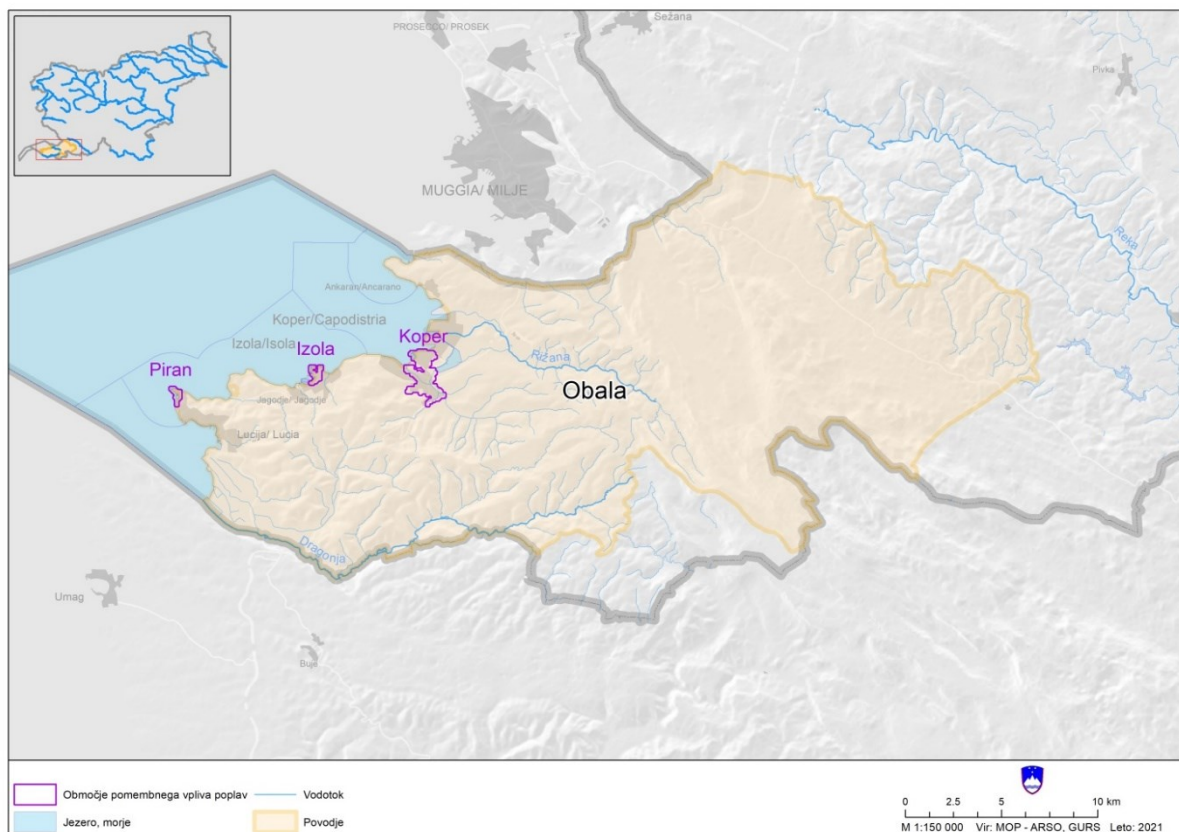 PROSECCO/ PROSEK
Sežana
Pivka
MUGGIA/ MILJE
Reka
Ankaran/Ancarano
Koper/Capodistria
Koper
Izola/Isola
Izola
Rižana
Piran
Obala
Jagodje/ Jagodje
Lecija/ Lucia
Dragonja
Umag
Buje
Območje pomembnega vpliva poplav
Vodotok
Jezero, morje
Povodje
0 2.5 5 10 km
M 1:150 000 Vir: MOP - ARSO, GURS Leto: 2021